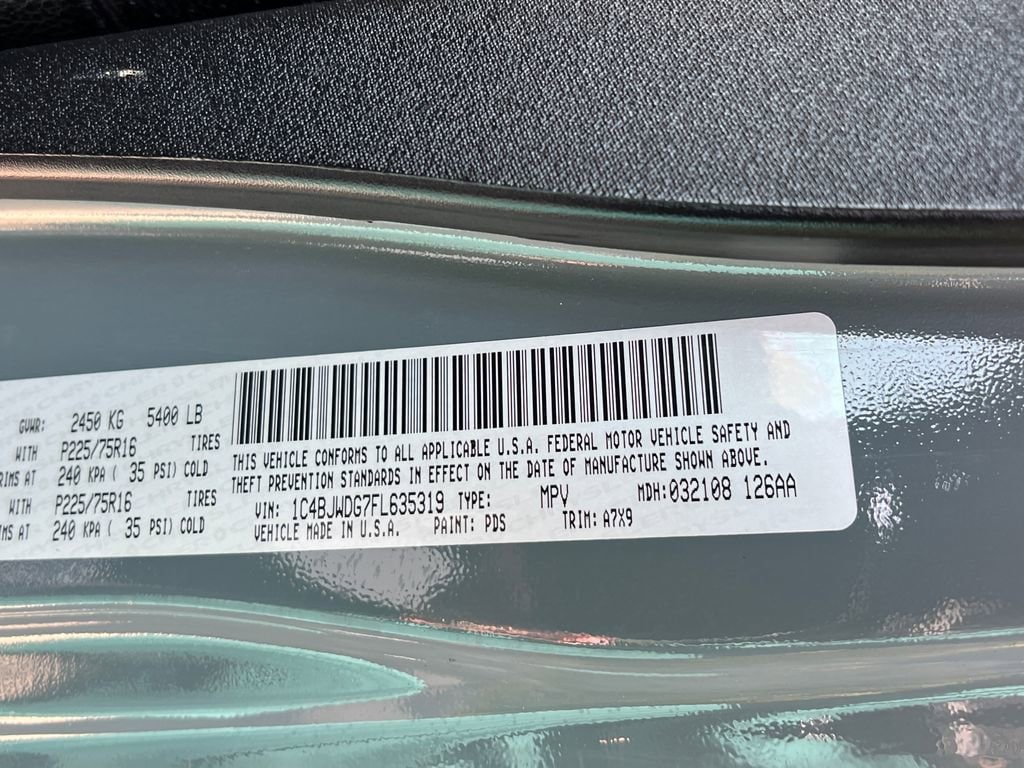 GVWR: 2450 KG 5400 LB
WITH P225/75R16 TIRES
RIMS AT 240 KPA ( 35 PSI) COLD
WITH P225/75R16 TIRES
RIMS AT 240 KPA ( 35 PSI) COLD
THIS VEHICLE CONFORMS TO ALL APPLICABLE U.S.A. FEDERAL MOTOR VEHICLE SAFETY AND
THEFT PREVENTION STANDARDS IN EFFECT ON THE DATE OF MANUFACTURE SHOWN ABOVE.
VIN: 1C4BJWDG7FL635319 TYPE: MPV MDH: 032108 126AA
VEHICLE MADE IN U.S.A. PAINT: PDS TRIM: A7X9